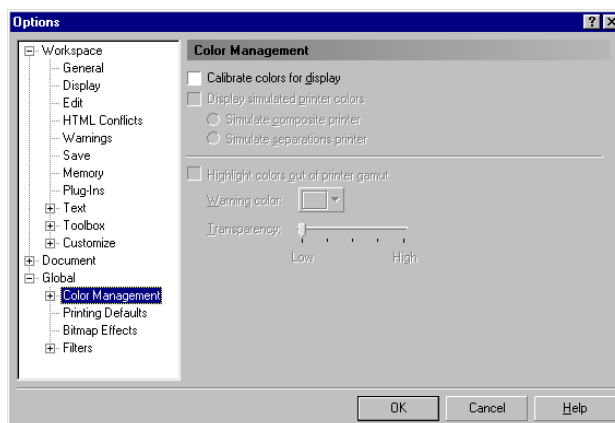 Options
Workspace
General
Display
Edit
HTML Conflicts
Warnings
Save
Memory
Plug-Ins
Text
Toolbox
Customize
Document
Global
Color Management
Printing Defaults
Bitmap Effects
Filters
Color Management
Calibrate colors for display
Display simulated printer colors
Simulate composite printer
Simulate separations printer
Highlight colors out of printer gamut
Warning color:
Transparency:
Low High
OK Cancel Help